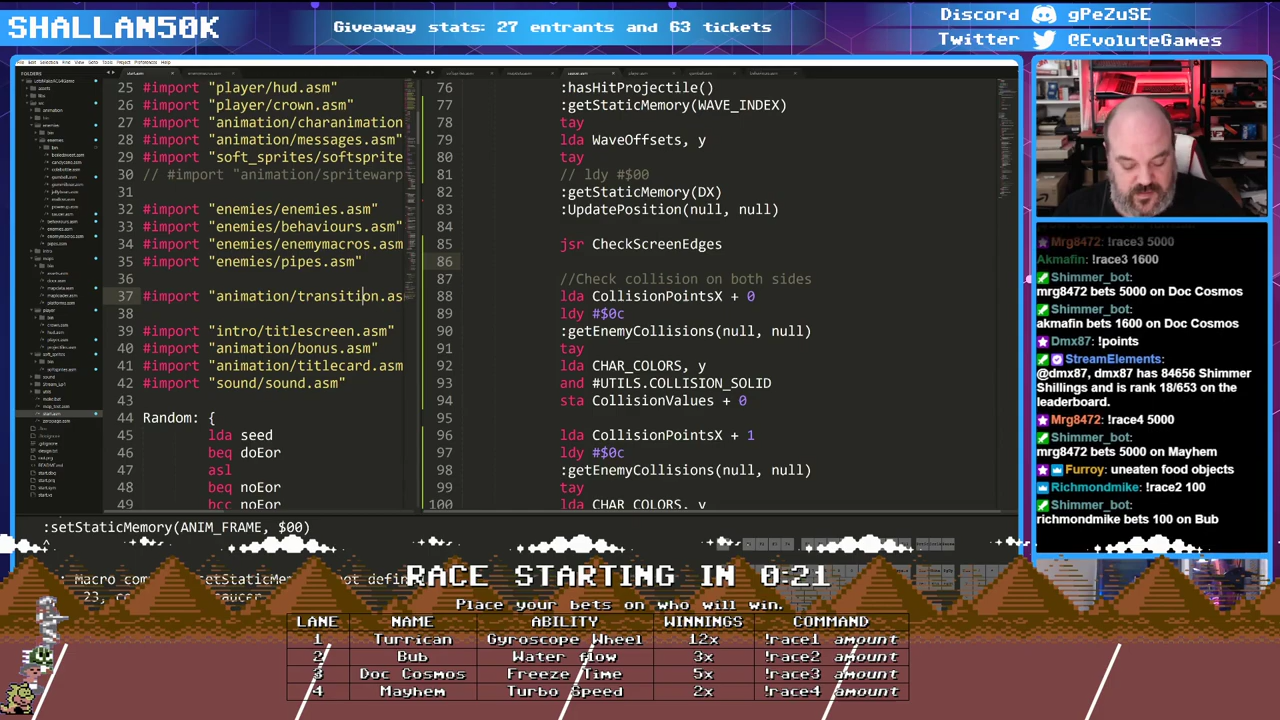 SHALLAN50K
Giveaway stats: 27 entrants and 63 tickets
Discord gPeZuSE
Twitter @EvoluteGames
FOLDERS
25 #import "player/hud.asm"
26 #import "player/crown.asm"
27 #import "animation/charanimation
28 #import "animation/messages.asm"
29 #import "soft_sprites/softsprite
30 // #import "animation/spritewarp
31
32 #import "enemies/enemies.asm"
33 #import "enemies/behaviours.asm"
34 #import "enemies/enemymacros.asm
35 #import "enemies/pipes.asm"
36
37 #import "animation/transition.as
38
39 #import "intro/titlescreen.asm"
40 #import "animation/bonus.asm"
41 #import "animation/titlecard.asm"
42 #import "sound/sound.asm"
43
44 Random: {
45 lda seed
46 beq doEor
47 asl
48 beq noEor
49 bcc noEor
76 :hasHitProjectile()
77 :getStaticMemory(WAVE_INDEX)
78 tay
79 lda WaveOffsets, y
80 tay
81 // ldy #$00
82 :getStaticMemory(DX)
83 :UpdatePosition(null, null)
84
85 jsr CheckScreenEdges
86
87 //Check collision on both sides
88 lda CollisionPointsX + 0
89 ldy #$0c
90 :getEnemyCollisions(null, null)
91 tay
92 lda CHAR_COLORS, y
93 and #UTILS.COLLISION_SOLID
94 sta CollisionValues + 0
95
96 lda CollisionPointsX + 1
97 ldy #$0c
98 :getEnemyCollisions(null, null)
99 tay
100 lda CHAR_COLORS, y
:setStaticMemory(ANIM_FRAME, $00)
^
Mrg8472: !race3 5000
Akmafin: !race3 1600
Shimmer_bot:
mrg8472 bets 5000 on Doc Cosmos
Shimmer_bot:
akmafin bets 1600 on Doc Cosmos
Dmx87: !points
StreamElements:
@dmx87, dmx87 has 84656 Shimmer
Shillings and is rank 18/653 on the
leaderboard.
Mrg8472: !race4 5000
Shimmer_bot:
mrg8472 bets 5000 on Mayhem
Furroy: uneaten food objects
Richmondmike: !race2 100
Shimmer_bot:
richmondmike bets 100 on Bub
RACE STARTING IN 0:21
Place your bets on who will win.
LANE NAME ABILITY WINNINGS COMMAND
1 Turrican Gyroscope Wheel 12x !race1 amount
2 Bub Water flow 3x !race2 amount
3 Doc Cosmos Freeze Time 5x !race3 amount
4 Mayhem Turbo Speed 2x !race4 amount